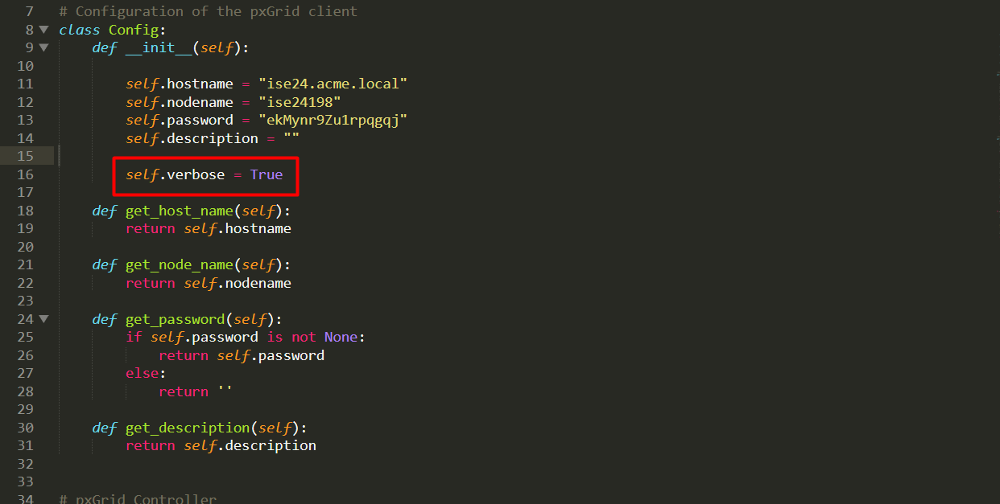 7 # Configuration of the pxGrid client
8 class Config:
9 def __init__(self):
10
11 self.hostname = "ise24.acme.local"
12 self.nodename = "ise24198"
13 self.password = "ekMynr9Zu1rpqgqj"
14 self.description = ""
15
16 self.verbose = True
17
18 def get_host_name(self):
19 return self.hostname
20
21 def get_node_name(self):
22 return self.nodename
23
24 def get_password(self):
25 if self.password is not None:
26 return self.password
27 else:
28 return ''
29
30 def get_description(self):
31 return self.description
32
33
34 # pxGrid Controller